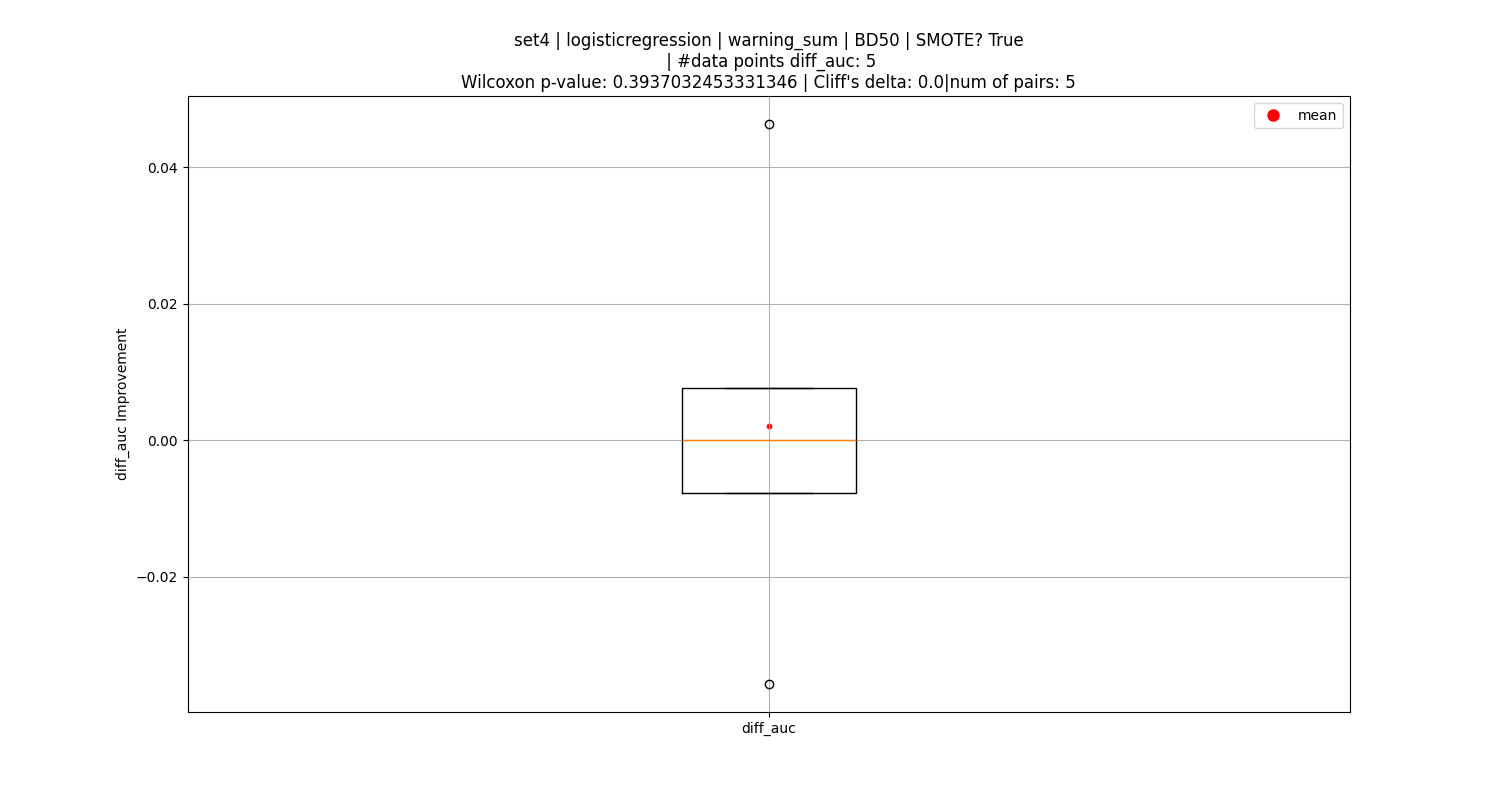 set4 | logisticregression | warning_sum | BD50 | SMOTE? True
| #data points diff_auc: 5
Wilcoxon p-value: 0.3937032453331346 | Cliff's delta: 0.0|num of pairs: 5
mean
0.04
0.02
0.00
−0.02
diff_auc Improvement
diff_auc